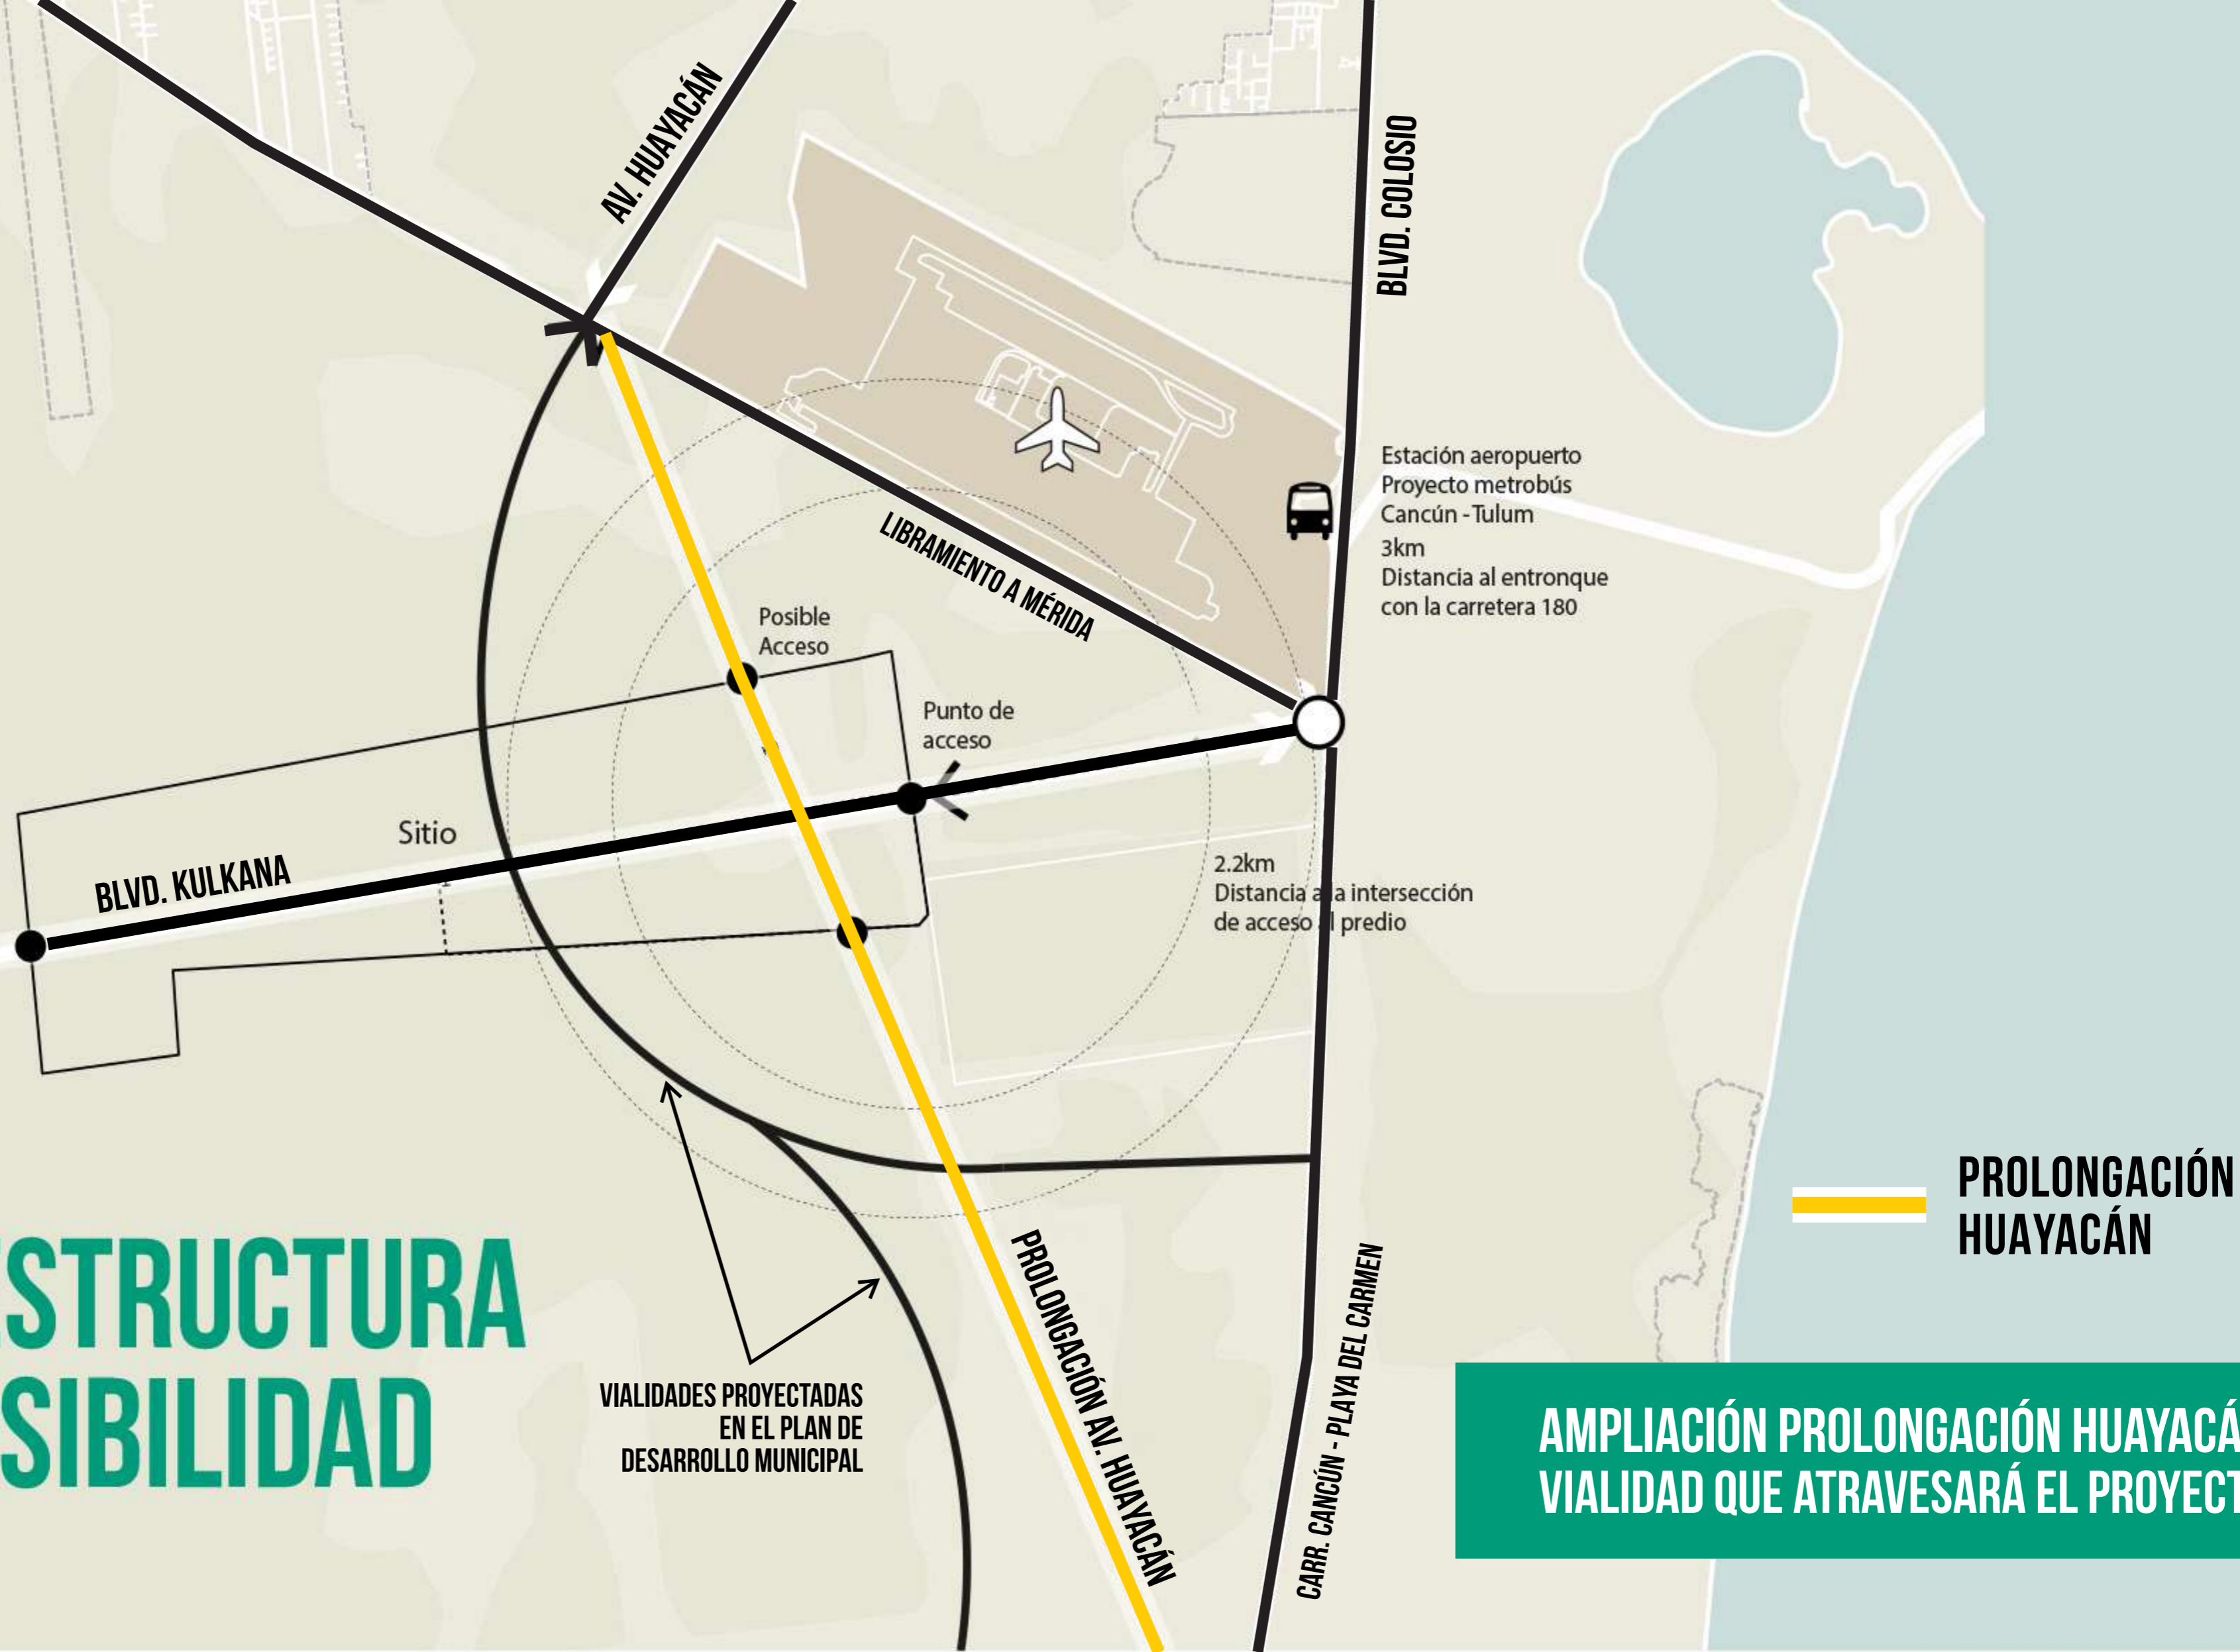 AV. HUAYACÁN
BLVD. COLOSIO
Estación aeropuerto
Proyecto metrobús
Cancún - Tulum
3km
Distancia al entronque
con la carretera 180
LIBRAMIENTO A MÉRIDA
Posible
Acceso
Punto de
acceso
Sitio
BLVD. KULKANA
2.2km
Distancia a la intersección
de acceso al predio
PROLONGACIÓN
HUAYACÁN
ESTRUCTURA
SIBILIDAD
VIALIDADES PROYECTADAS
EN EL PLAN DE
DESARROLLO MUNICIPAL
PROLONGACIÓN AV. HUAYACÁN
CARR. CANCÚN - PLAYA DEL CARMEN
AMPLIACIÓN PROLONGACIÓN HUAYACÁ
VIALIDAD QUE ATRAVESARÁ EL PROYECT